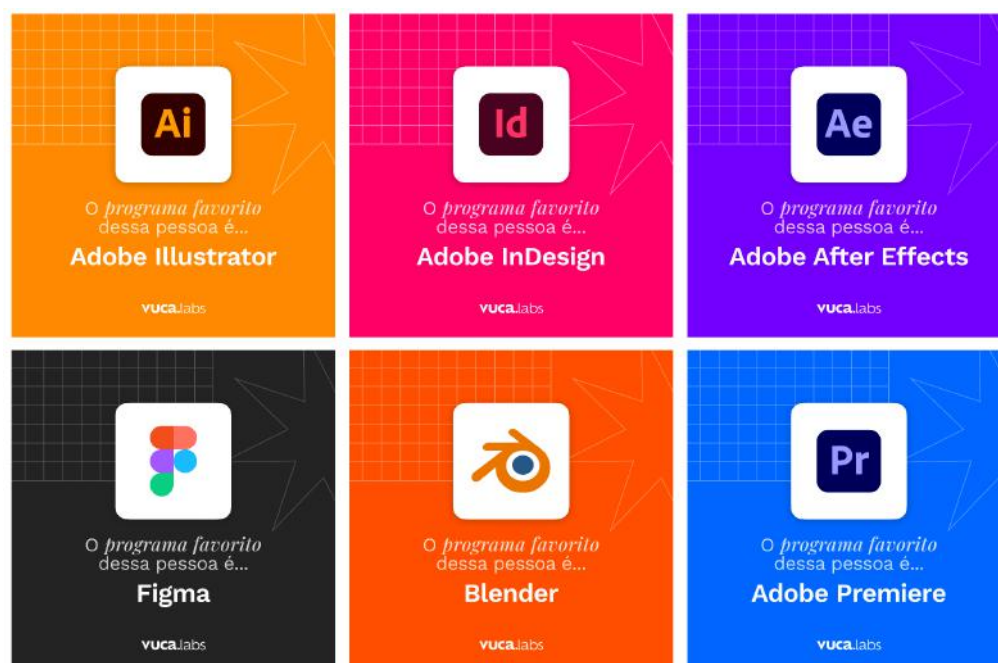 Ai
O programa favorito
dessa pessoa é...
Adobe Illustrator
vuca.labs
Id
O programa favorito
dessa pessoa é...
Adobe InDesign
vuca.labs
Ae
O programa favorito
dessa pessoa é...
Adobe After Effects
vuca.labs
O programa favorito
dessa pessoa é...
Figma
vuca.labs
O programa favorito
dessa pessoa é...
Blender
vuca.labs
Pr
O programa favorito
dessa pessoa é...
Adobe Premiere
vuca.labs